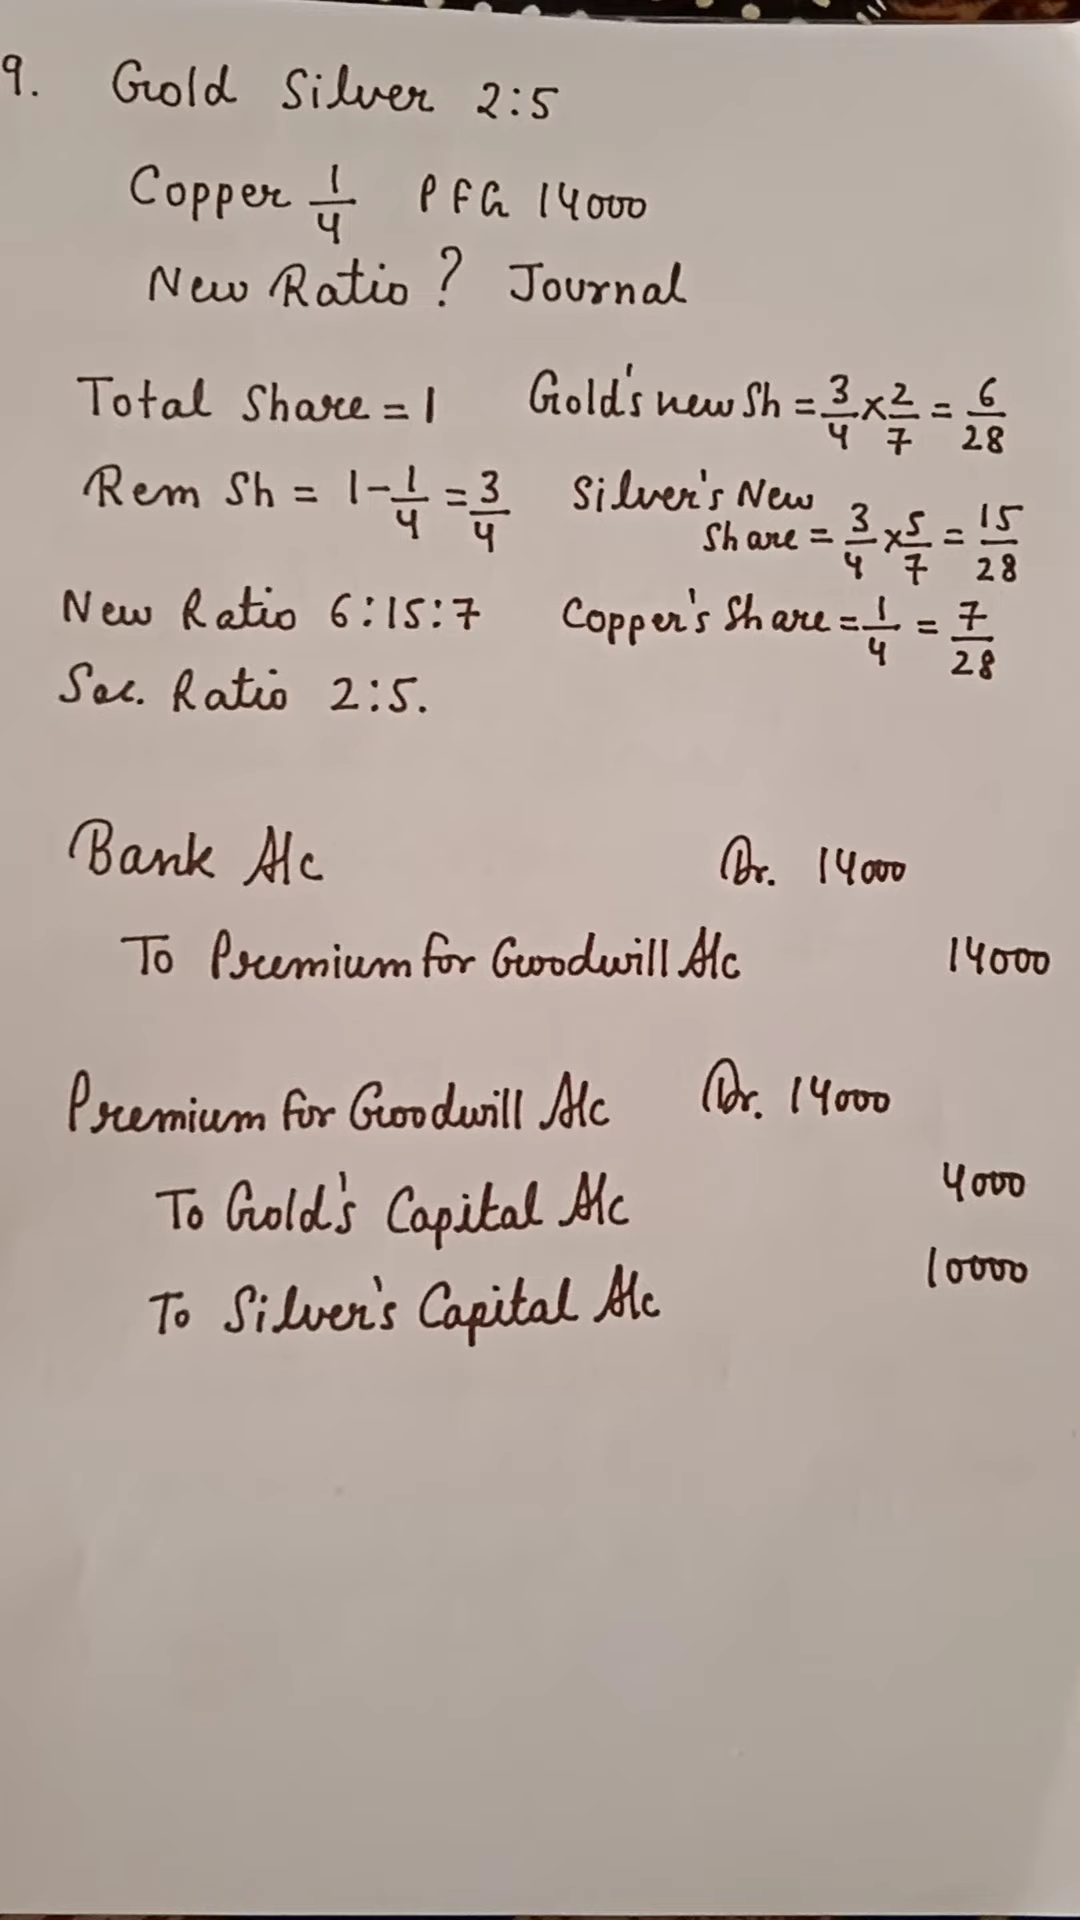 9. Gold Silver 2:5
Copper 1/4 PFG 14000
New Ratio? Journal
Total Share = 1
Rem Sh = 1 - 1/4 = 3/4
Gold's new Sh = 3/4 x 2/7 = 6/28
Silver's New
Share = 3/4 x 5/7 = 15/28
Copper's Share = 1/4 = 7/28
New Ratio 6:15:7
Sac. Ratio 2:5.
Bank A/c Dr. 14000
To Premium for Goodwill A/c 14000
Premium for Goodwill A/c Dr. 14000
To Gold's Capital A/c 4000
To Silver's Capital A/c 10000